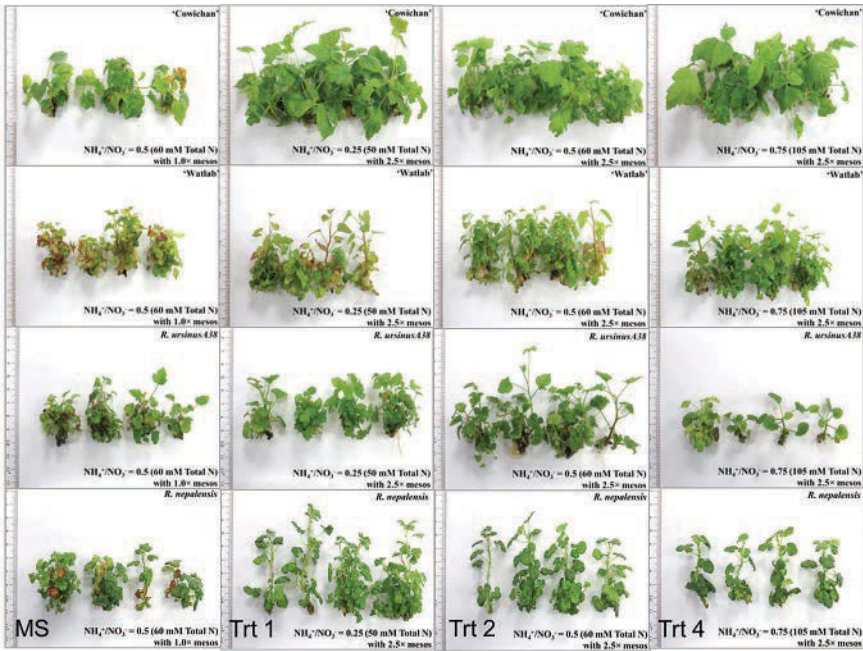 'Cowichan'
NH₄⁺/NO₃⁻ = 0.5 (60 mM Total N)
with 1.0× mesos
'Cowichan'
NH₄⁺/NO₃⁻ = 0.25 (50 mM Total N)
with 2.5× mesos
'Cowichan'
NH₄⁺/NO₃⁻ = 0.5 (60 mM Total N)
with 2.5× mesos
'Cowichan'
NH₄⁺/NO₃⁻ = 0.75 (105 mM Total N)
with 2.5× mesos
'Watlab'
NH₄⁺/NO₃⁻ = 0.5 (60 mM Total N)
with 1.0× mesos
'Watlab'
NH₄⁺/NO₃⁻ = 0.25 (50 mM Total N)
with 2.5× mesos
'Watlab'
NH₄⁺/NO₃⁻ = 0.5 (60 mM Total N)
with 2.5× mesos
'Watlab'
NH₄⁺/NO₃⁻ = 0.75 (105 mM Total N)
with 2.5× mesos
R. ursinusA38
NH₄⁺/NO₃⁻ = 0.5 (60 mM Total N)
with 1.0× mesos
R. ursinusA38
NH₄⁺/NO₃⁻ = 0.25 (50 mM Total N)
with 2.5× mesos
R. ursinusA38
NH₄⁺/NO₃⁻ = 0.5 (60 mM Total N)
with 2.5× mesos
R. ursinusA38
NH₄⁺/NO₃⁻ = 0.75 (105 mM Total N)
with 2.5× mesos
R. nepalensis
MS
NH₄⁺/NO₃⁻ = 0.5 (60 mM Total N)
with 1.0× mesos
R. nepalensis
Trt 1
NH₄⁺/NO₃⁻ = 0.25 (50 mM Total N)
with 2.5× mesos
R. nepalensis
Trt 2
NH₄⁺/NO₃⁻ = 0.5 (60 mM Total N)
with 2.5× mesos
R. nepalensis
Trt 4
NH₄⁺/NO₃⁻ = 0.75 (105 mM Total N)
with 2.5× mesos